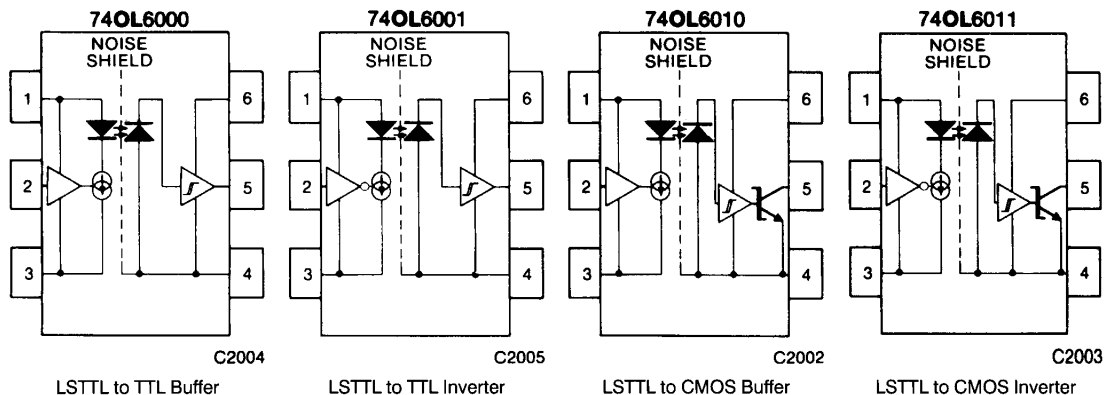 74OL6000
NOISE
SHIELD
1
2
3
6
5
4
C2004
LSTTL to TTL Buffer
74OL6001
NOISE
SHIELD
1
2
3
6
5
4
C2005
LSTTL to TTL Inverter
74OL6010
NOISE
SHIELD
1
2
3
6
5
4
C2002
LSTTL to CMOS Buffer
74OL6011
NOISE
SHIELD
1
2
3
6
5
4
C2003
LSTTL to CMOS Inverter